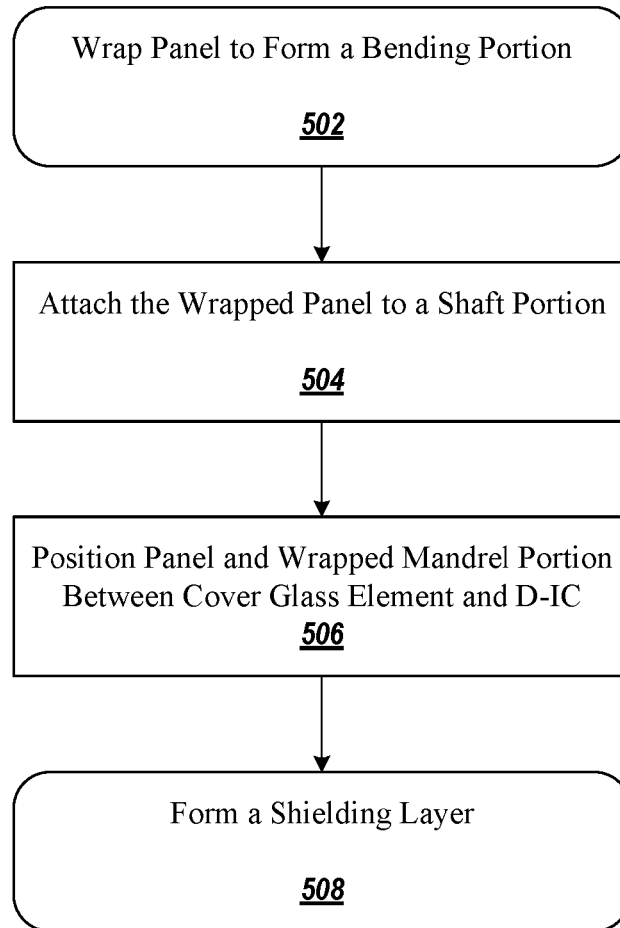 Wrap Panel to Form a Bending Portion
502
Attach the Wrapped Panel to a Shaft Portion
504
Position Panel and Wrapped Mandrel Portion
Between Cover Glass Element and D-IC
506
Form a Shielding Layer
508